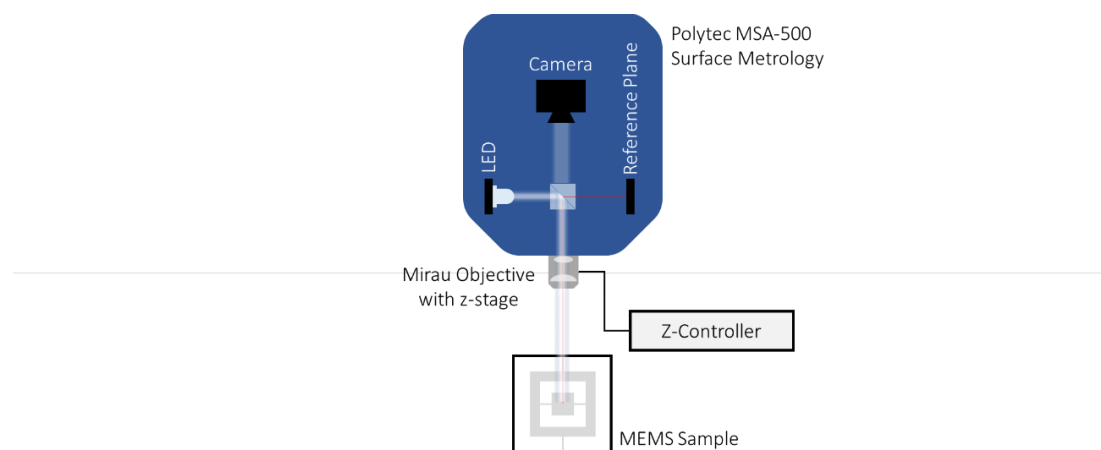 Polytec MSA-500
Surface Metrology
Camera
Reference Plane
LED
Mirau Objective
with z-stage
Z-Controller
MEMS Sample